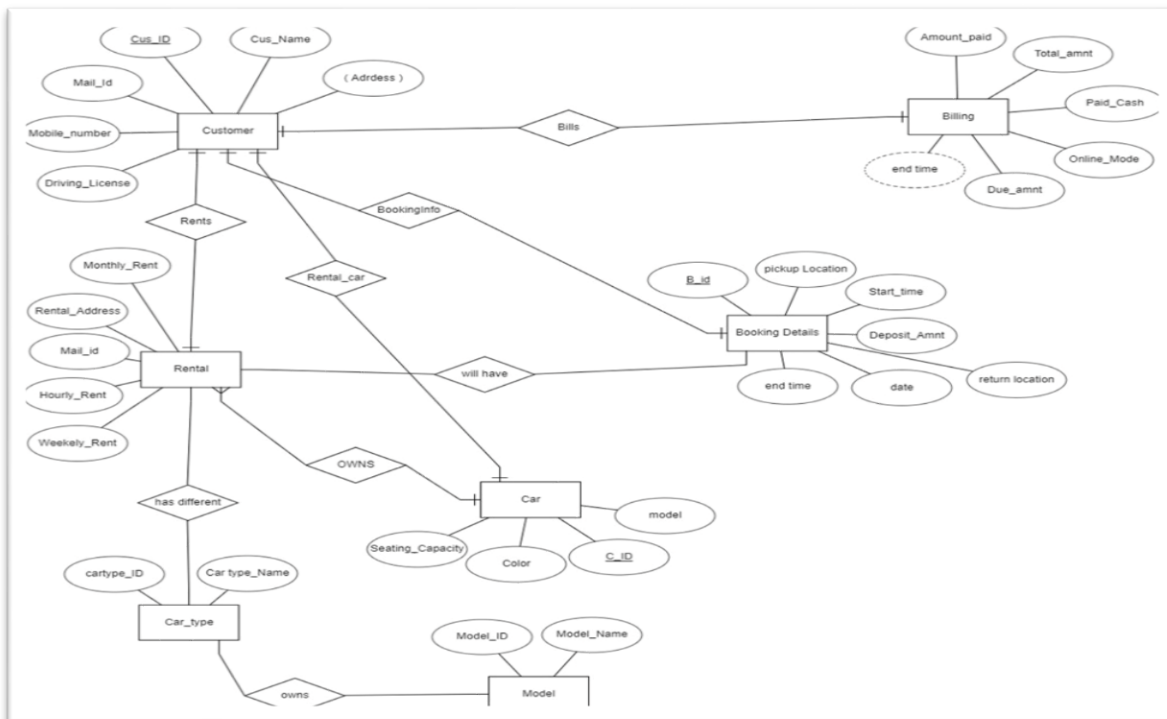 Cus_ID
Cus_Name
( Adrdess )
Mail_Id
Mobile_number
Driving_License
Customer
Bills
Amount_paid
Total_amnt
Paid_Cash
Billing
Online_Mode
end time
Due_amnt
Rents
BookingInfo
Rental_car
Monthly_Rent
Rental_Address
Mail_id
Hourly_Rent
Weekely_Rent
Rental
will have
B_id
pickup Location
Start_time
Deposit_Amnt
Booking Details
end time
date
return location
OWNS
has different
Car
model
Seating_Capacity
Color
C_ID
cartype_ID
Car type_Name
Car_type
Model_ID
Model_Name
owns
Model